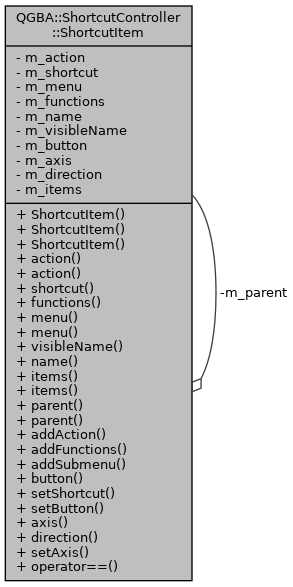 QGBA::ShortcutController
::ShortcutItem
- m_action
- m_shortcut
- m_menu
- m_functions
- m_name
- m_visibleName
- m_button
- m_axis
- m_direction
- m_items
+ ShortcutItem()
+ ShortcutItem()
+ ShortcutItem()
+ action()
+ action()
+ shortcut()
+ functions()
+ menu()
+ menu()
+ visibleName()
+ name()
+ items()
+ items()
+ parent()
+ parent()
+ addAction()
+ addFunctions()
+ addSubmenu()
+ button()
+ setShortcut()
+ setButton()
+ axis()
+ direction()
+ setAxis()
+ operator==()
-m_parent